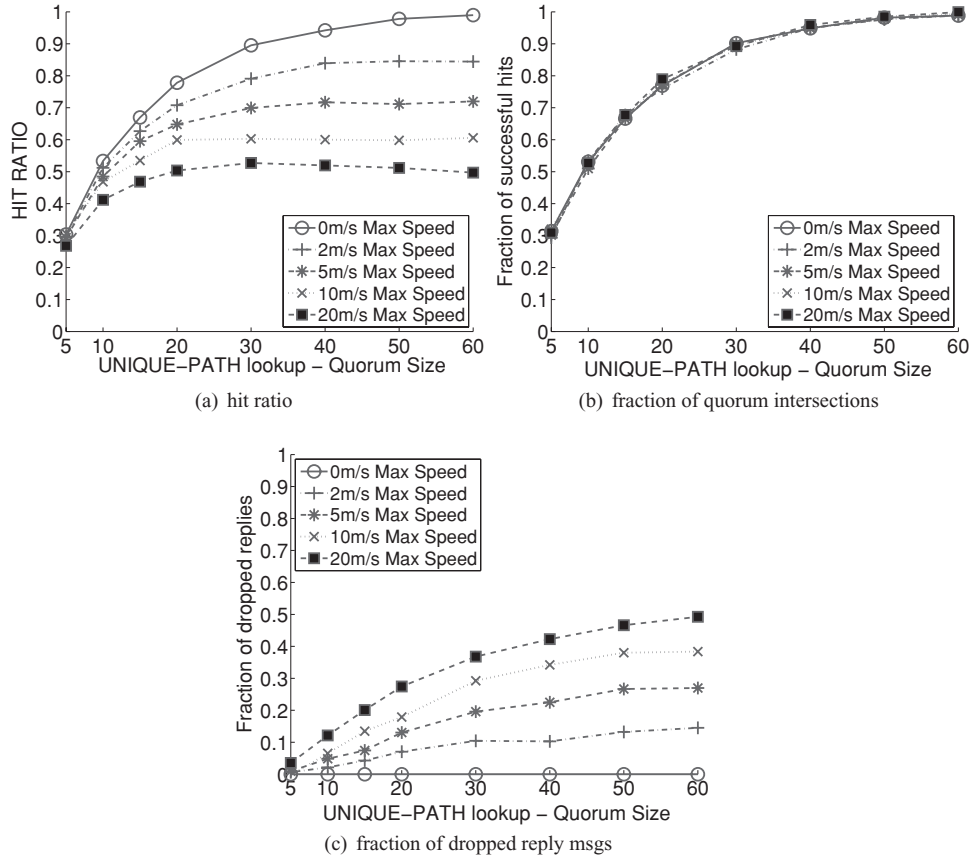 1
0.9
0.8
0.7
0.6
0.5
0.4
0.3
0.2
0.1
0
HIT RATIO
0m/s Max Speed
2m/s Max Speed
5m/s Max Speed
10m/s Max Speed
20m/s Max Speed
5 10 15 20 30 40 50 60
UNIQUE−PATH lookup − Quorum Size
(a) hit ratio
1
0.9
0.8
0.7
0.6
0.5
0.4
0.3
0.2
0.1
0
Fraction of successful hits
0m/s Max Speed
2m/s Max Speed
5m/s Max Speed
10m/s Max Speed
20m/s Max Speed
5 10 15 20 30 40 50 60
UNIQUE−PATH lookup − Quorum Size
(b) fraction of quorum intersections
1
0.9
0.8
0.7
0.6
0.5
0.4
0.3
0.2
0.1
0
Fraction of dropped replies
0m/s Max Speed
2m/s Max Speed
5m/s Max Speed
10m/s Max Speed
20m/s Max Speed
5 10 15 20 30 40 50 60
UNIQUE−PATH lookup − Quorum Size
(c) fraction of dropped reply msgs